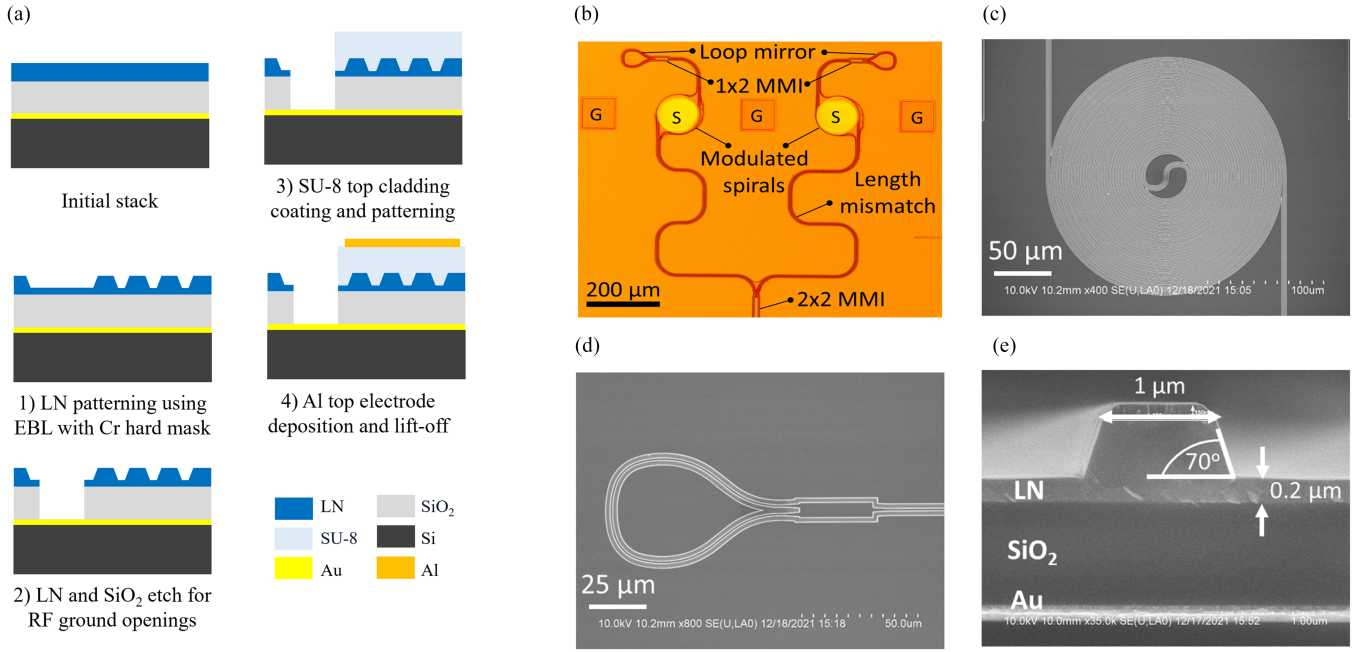 (a)
Initial stack
1) LN patterning using
EBL with Cr hard mask
2) LN and SiO2 etch for
RF ground openings
3) SU-8 top cladding
coating and patterning
4) Al top electrode
deposition and lift-off
LN
SiO2
SU-8
Si
Au
Al
(b)
Loop mirror
1x2 MMI
G
S
G
S
G
Modulated
spirals
Length
mismatch
200 μm
2x2 MMI
(c)
50 μm
10.0kV 10.2mm x400 SE(U,LA0) 12/18/2021 15:05
100um
(d)
25 μm
10.0kV 10.2mm x800 SE(U,LA0) 12/18/2021 15:18
50.0um
(e)
1 μm
70°
LN
0.2 μm
SiO2
Au
10.0kV 10.0mm x35.0k SE(U,LA0) 12/17/2021 15:52
1.00um